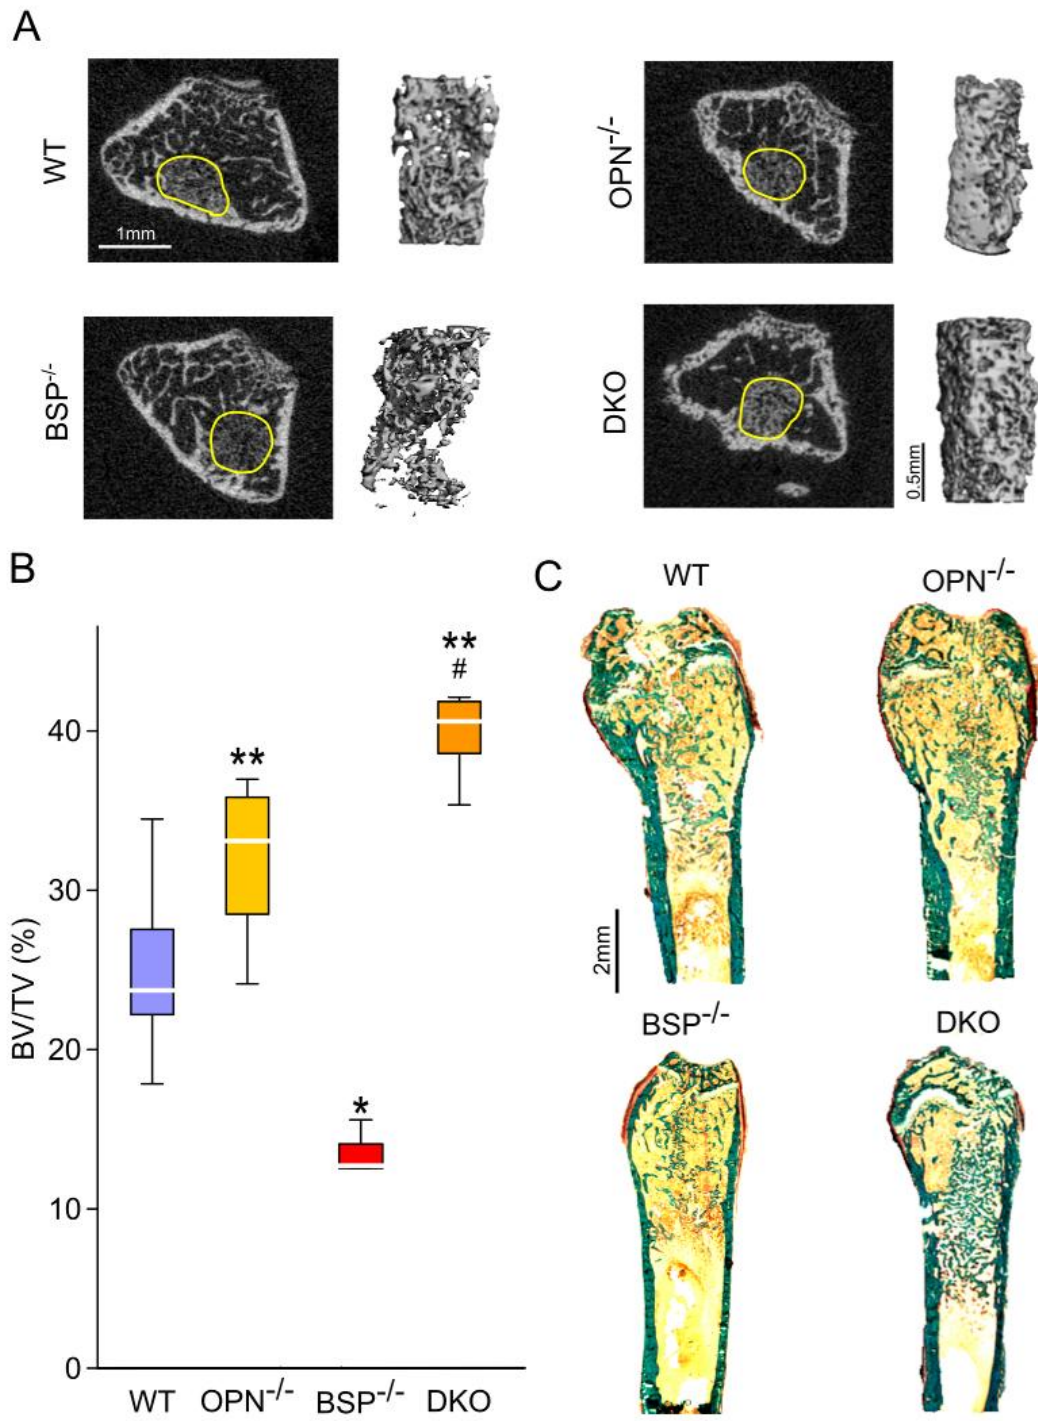 A
WT
1mm
OPN-/-
BSP-/-
DKO
0.5mm
B
BV/TV (%)
40
30
20
10
0
**
*
**
#
WT
OPN-/-
BSP-/-
DKO
C
WT
OPN-/-
2mm
BSP-/-
DKO